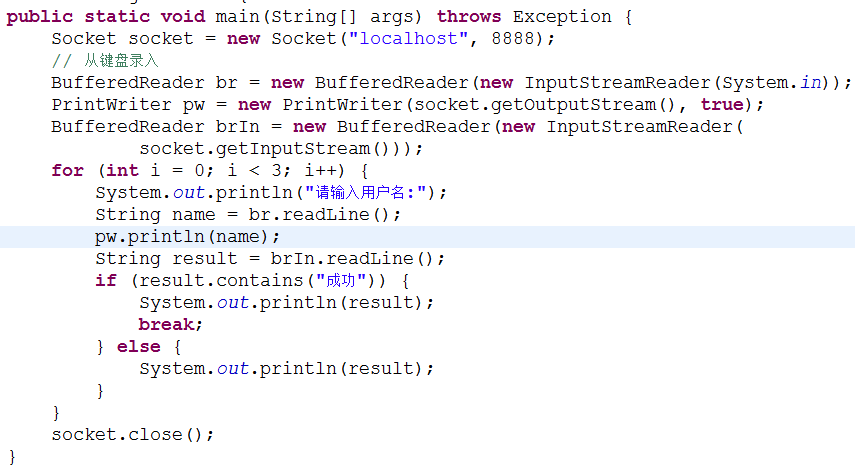 public static void main(String[] args) throws Exception {
    Socket socket = new Socket("localhost", 8888);
    // 从键盘录入
    BufferedReader br = new BufferedReader(new InputStreamReader(System.in));
    PrintWriter pw = new PrintWriter(socket.getOutputStream(), true);
    BufferedReader brIn = new BufferedReader(new InputStreamReader(
            socket.getInputStream()));
    for (int i = 0; i < 3; i++) {
        System.out.println("请输入用户名:");
        String name = br.readLine();
        pw.println(name);
        String result = brIn.readLine();
        if (result.contains("成功")) {
            System.out.println(result);
            break;
        } else {
            System.out.println(result);
        }
    }
    socket.close();
}